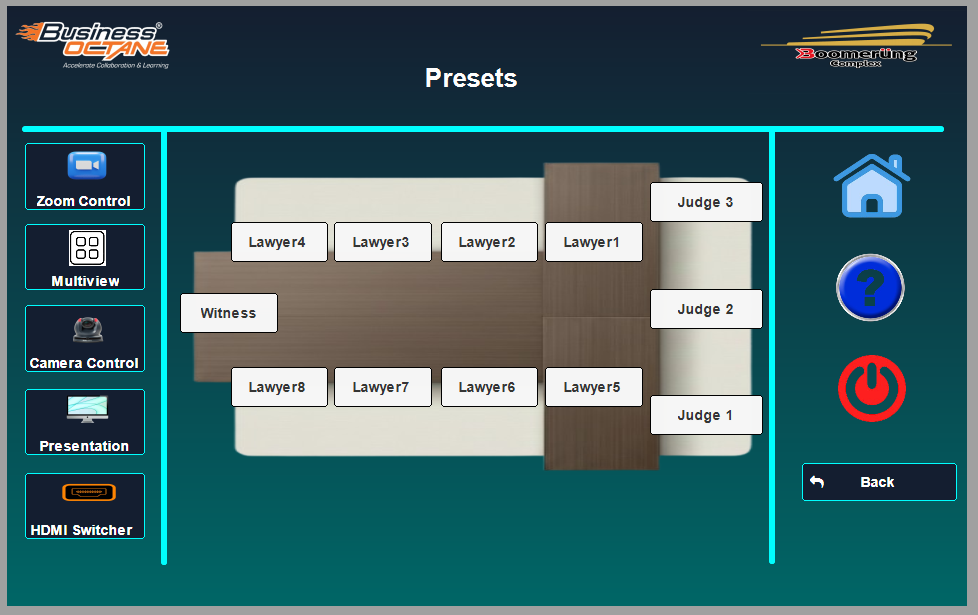 Business®
OCTANE
Accelerate Collaboration & Learning
Boomerüng
Complex
Presets
Zoom Control
Multiview
Camera Control
Presentation
HDMI Switcher
Judge 3
Lawyer4
Lawyer3
Lawyer2
Lawyer1
Witness
Judge 2
Lawyer8
Lawyer7
Lawyer6
Lawyer5
Judge 1
?
Back